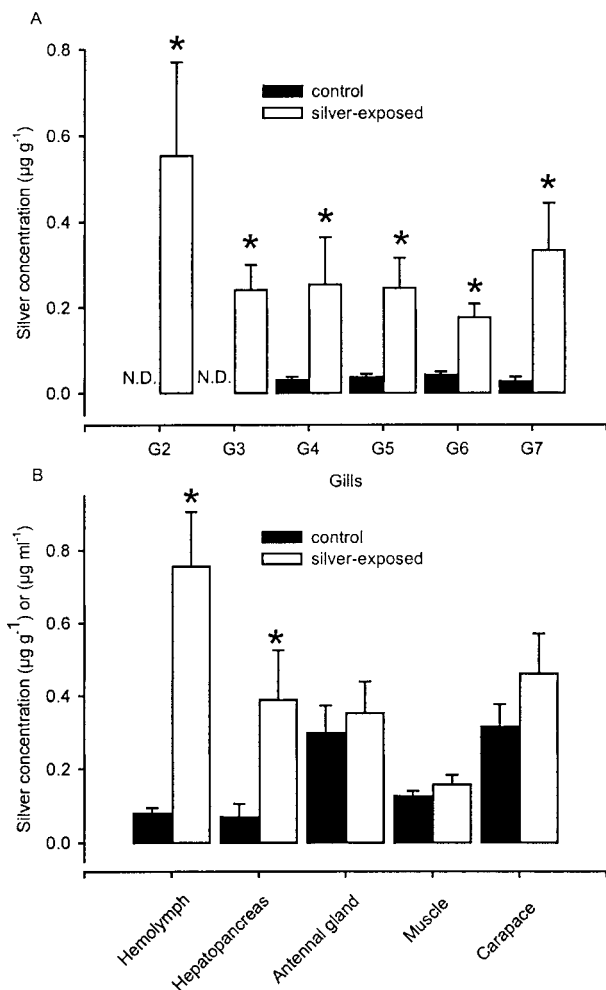 A
0.8
0.6
0.4
0.2
0.0
Silver concentration (µg g⁻¹)
control
silver-exposed
*
*
*
*
*
*
N.D.
N.D.
G2 G3 G4 G5 G6 G7
Gills
B
0.8
0.6
0.4
0.2
0.0
Silver concentration (µg g⁻¹) or (µg ml⁻¹)
control
silver-exposed
*
*
Hemolymph
Hepatopancreas
Antennal gland
Muscle
Carapace